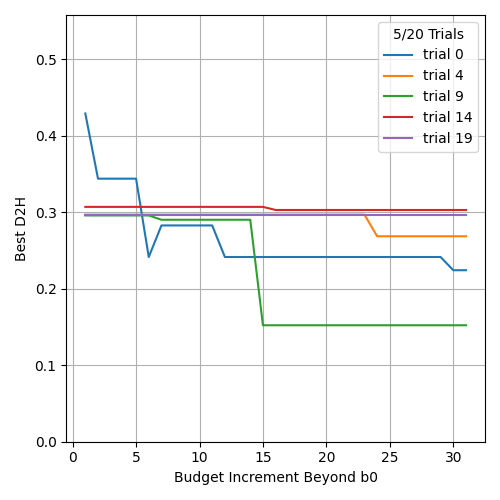 5/20 Trials
trial 0
trial 4
trial 9
trial 14
trial 19
Best D2H
0.5
0.4
0.3
0.2
0.1
0.0
0 5 10 15 20 25 30
Budget Increment Beyond b0